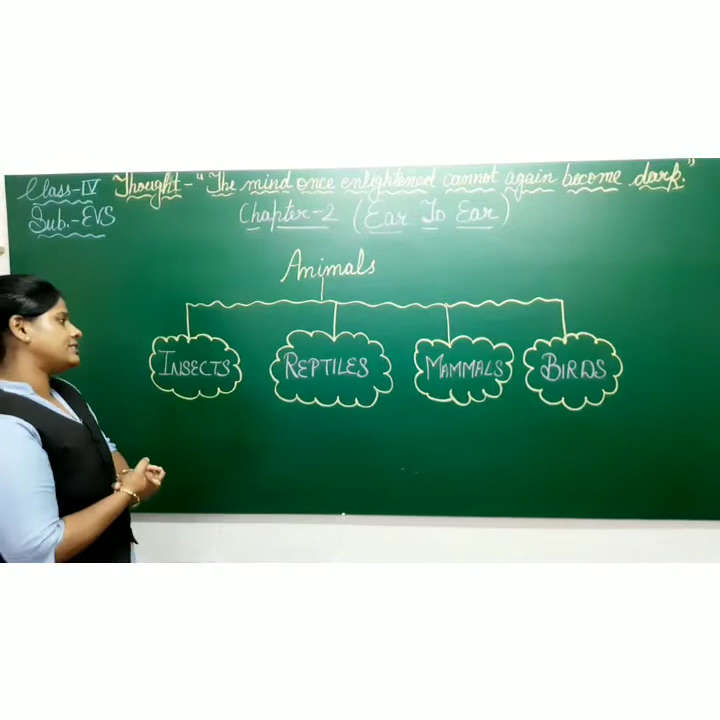 Class-IV Thought- "The mind once enlightened cannot again become dark."
Sub.-EVS Chapter-2 (Ear To Ear)
Animals
INSECTS REPTILES MAMMALS BIRDS